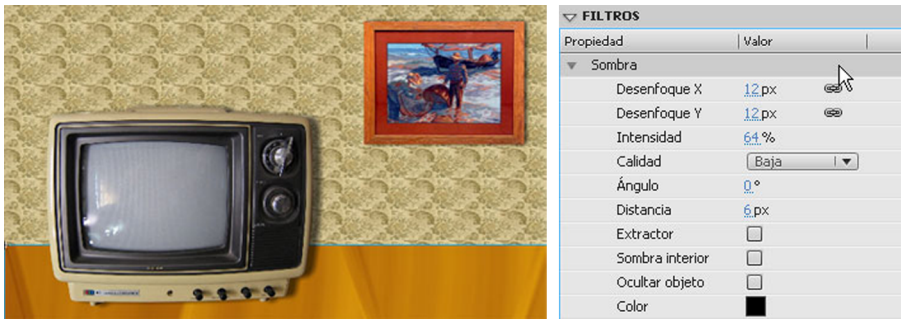 FILTROS
Propiedad Valor
Sombra
Desenfoque X 12 px
Desenfoque Y 12 px
Intensidad 64 %
Calidad Baja
Ángulo 0 °
Distancia 6 px
Extractor
Sombra interior
Ocultar objeto
Color